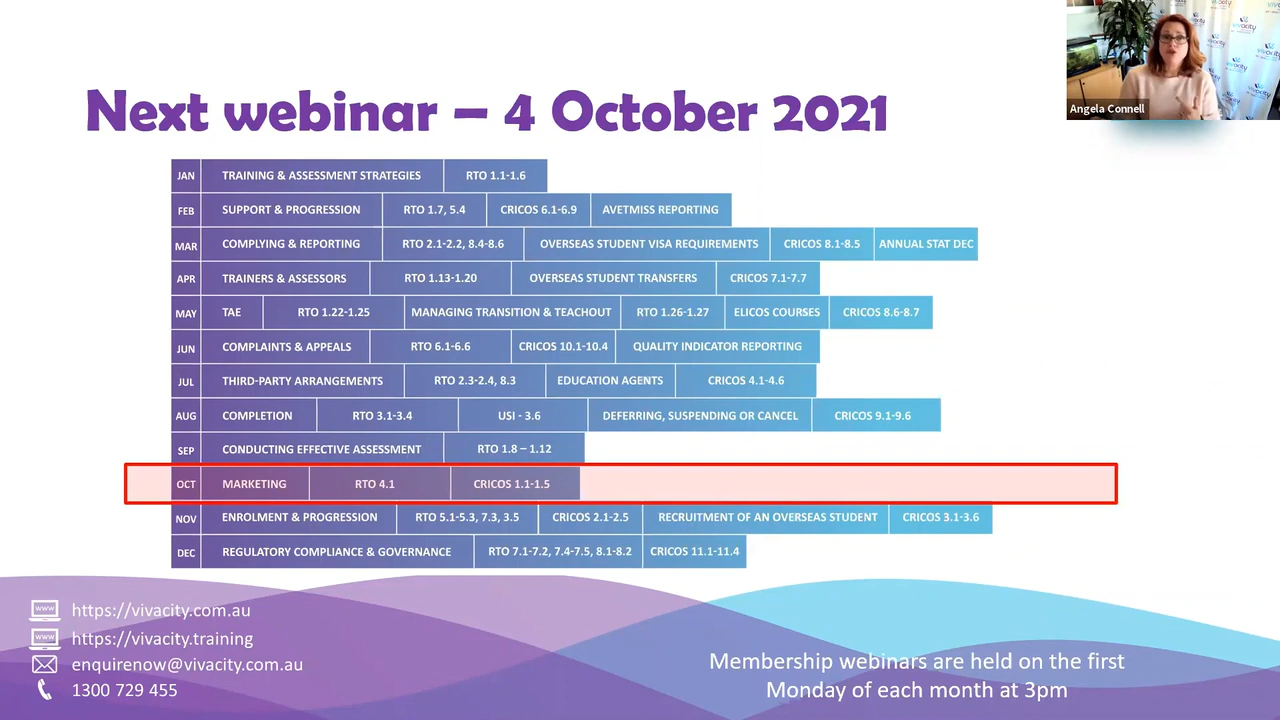 Next webinar – 4 October 2021
Angela Connell
JAN TRAINING & ASSESSMENT STRATEGIES RTO 1.1-1.6
FEB SUPPORT & PROGRESSION RTO 1.7, 5.4 CRICOS 6.1-6.9 AVETMISS REPORTING
MAR COMPLYING & REPORTING RTO 2.1-2.2, 8.4-8.6 OVERSEAS STUDENT VISA REQUIREMENTS CRICOS 8.1-8.5 ANNUAL STAT DEC
APR TRAINERS & ASSESSORS RTO 1.13-1.20 OVERSEAS STUDENT TRANSFERS CRICOS 7.1-7.7
MAY TAE RTO 1.22-1.25 MANAGING TRANSITION & TEACHOUT RTO 1.26-1.27 ELICOS COURSES CRICOS 8.6-8.7
JUN COMPLAINTS & APPEALS RTO 6.1-6.6 CRICOS 10.1-10.4 QUALITY INDICATOR REPORTING
JUL THIRD-PARTY ARRANGEMENTS RTO 2.3-2.4, 8.3 EDUCATION AGENTS CRICOS 4.1-4.6
AUG COMPLETION RTO 3.1-3.4 USI - 3.6 DEFERRING, SUSPENDING OR CANCEL CRICOS 9.1-9.6
SEP CONDUCTING EFFECTIVE ASSESSMENT RTO 1.8 – 1.12
OCT MARKETING RTO 4.1 CRICOS 1.1-1.5
NOV ENROLMENT & PROGRESSION RTO 5.1-5.3, 7.3, 3.5 CRICOS 2.1-2.5 RECRUITMENT OF AN OVERSEAS STUDENT CRICOS 3.1-3.6
DEC REGULATORY COMPLIANCE & GOVERNANCE RTO 7.1-7.2, 7.4-7.5, 8.1-8.2 CRICOS 11.1-11.4
www https://vivacity.com.au
www https://vivacity.training
enquirenow@vivacity.com.au
1300 729 455
Membership webinars are held on the first
Monday of each month at 3pm